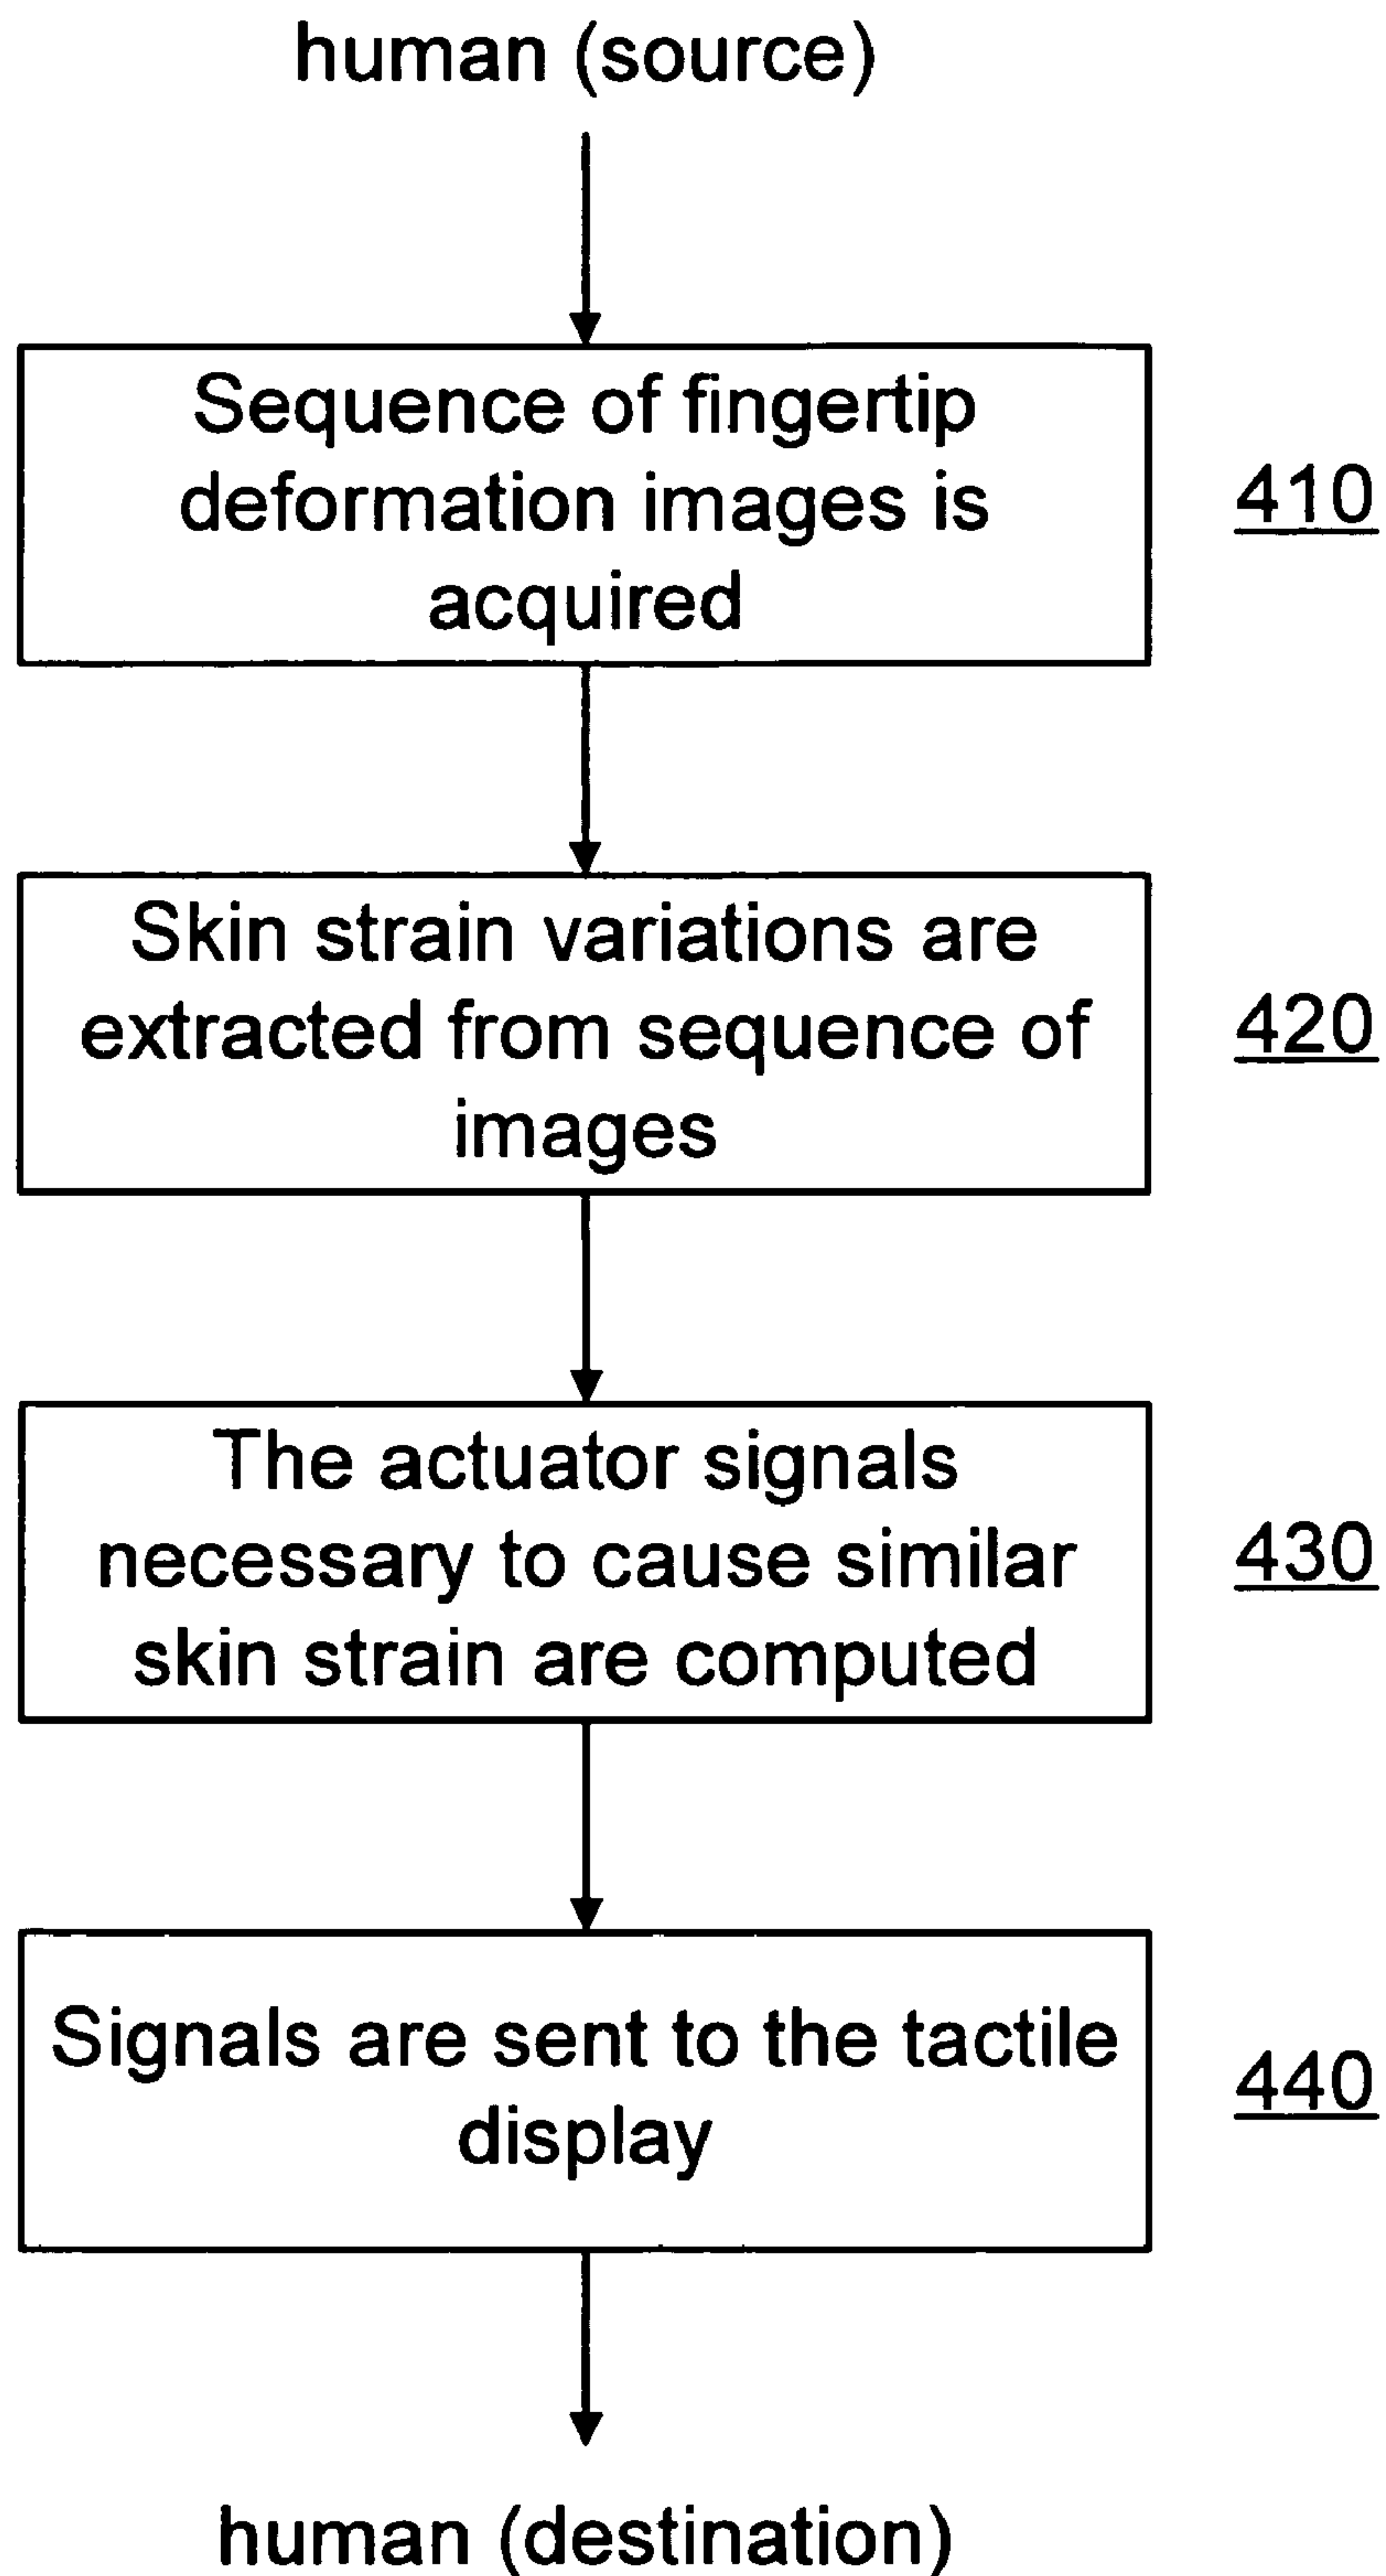 human (source)
Sequence of fingertip
deformation images is
acquired
410
Skin strain variations are
extracted from sequence of
images
420
The actuator signals
necessary to cause similar
skin strain are computed
430
Signals are sent to the tactile
display
440
human (destination)